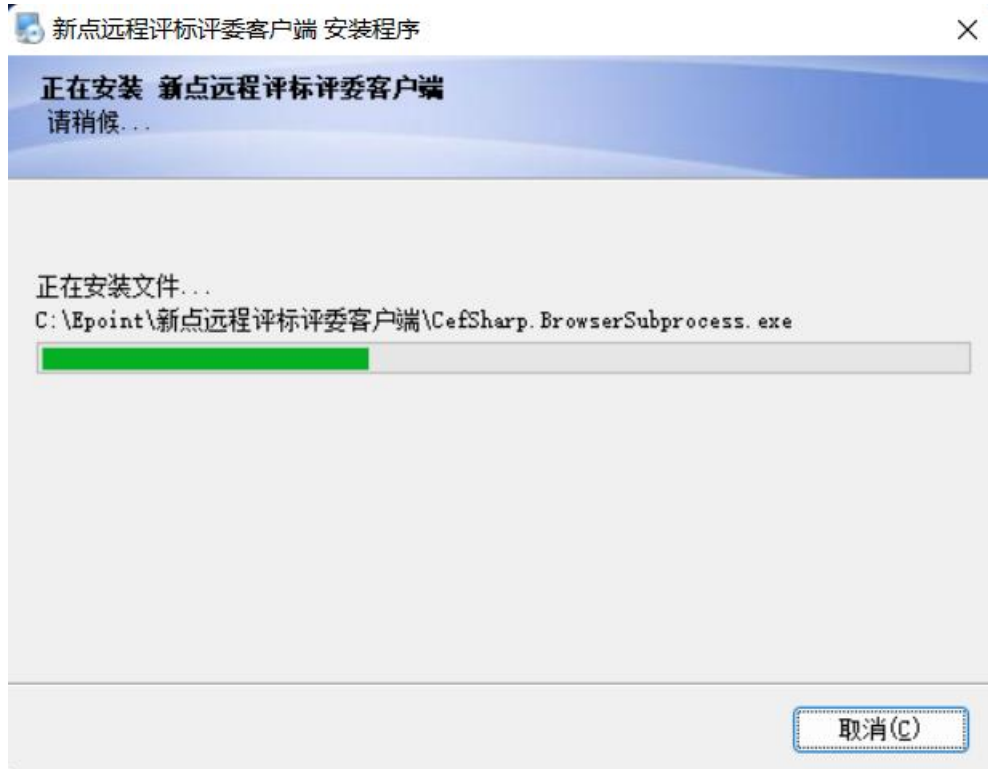 新点远程评标评委客户端 安装程序
正在安装 新点远程评标评委客户端
请稍候...
正在安装文件...
C:\Epoint\新点远程评标评委客户端\CefSharp.BrowserSubprocess.exe
取消(C)